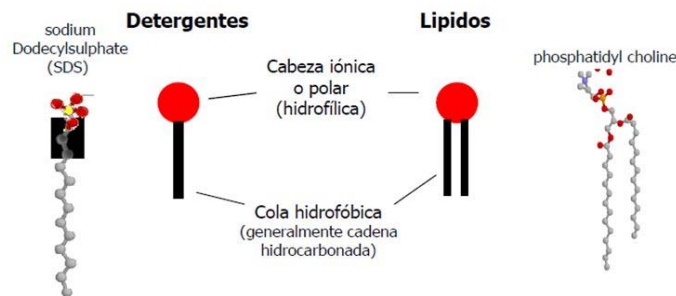 Detergentes
Lipidos
sodium
Dodecylsulphate
(SDS)
Cabeza iónica
o polar
(hidrofílica)
phosphatidyl choline
Cola hidrofóbica
(generalmente cadena
hidrocarbonada)